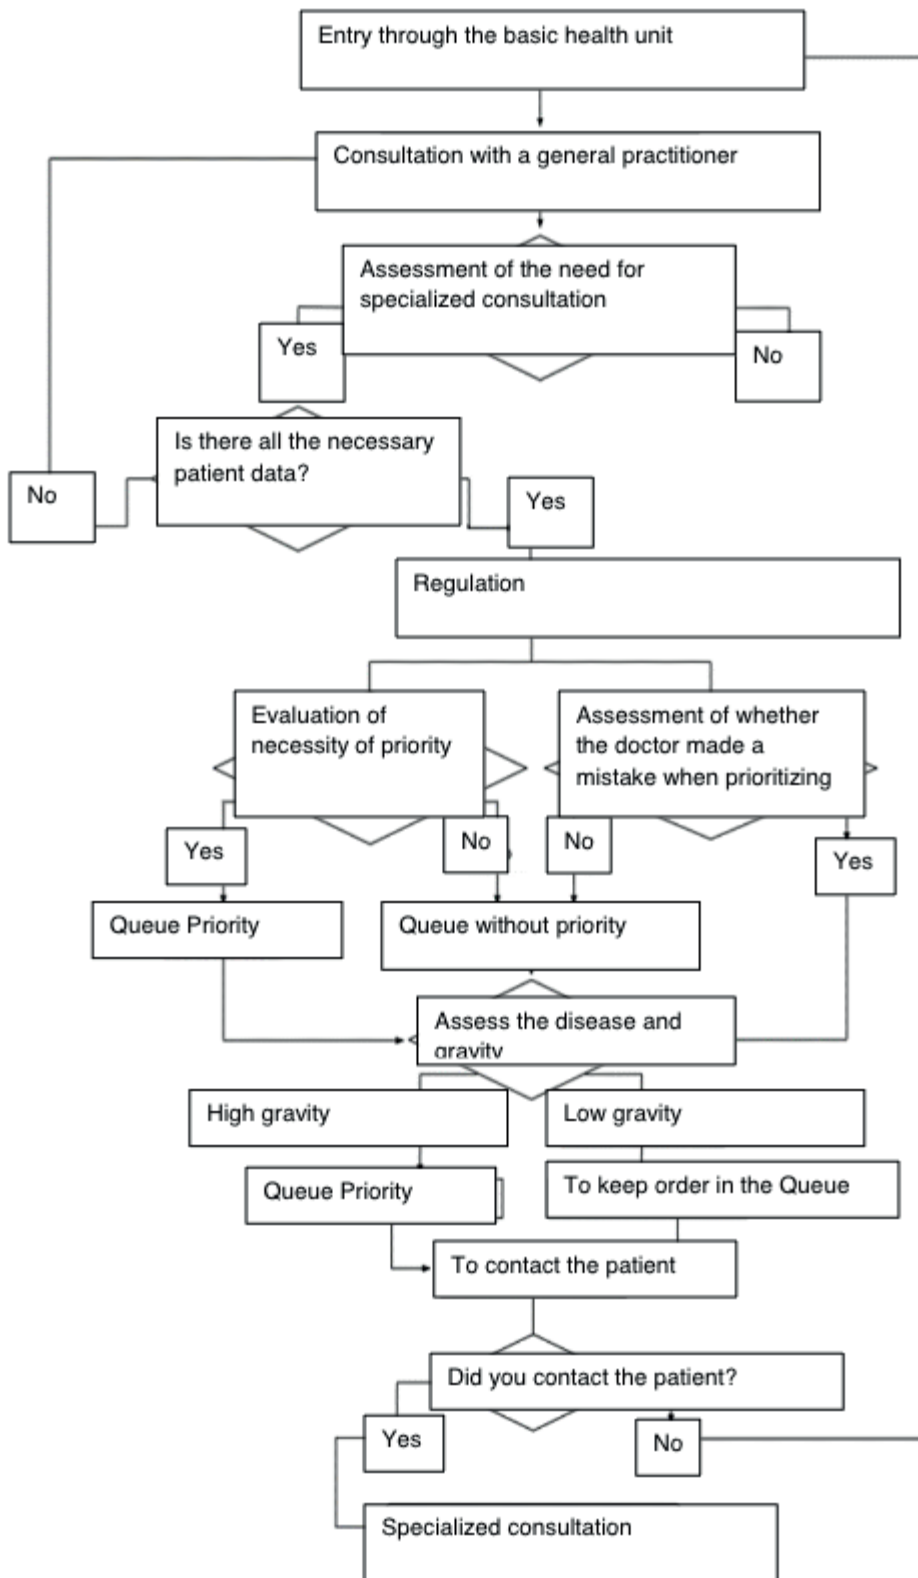 Entry through the basic health unit
Consultation with a general practitioner
Assessment of the need for
specialized consultation
Yes
No
Is there all the necessary
patient data?
No
Yes
Regulation
Evaluation of
necessity of priority
Assessment of whether
the doctor made a
mistake when prioritizing
Yes
No
No
Yes
Queue Priority
Queue without priority
Assess the disease and
gravity
High gravity
Low gravity
Queue Priority
To keep order in the Queue
To contact the patient
Did you contact the patient?
Yes
No
Specialized consultation